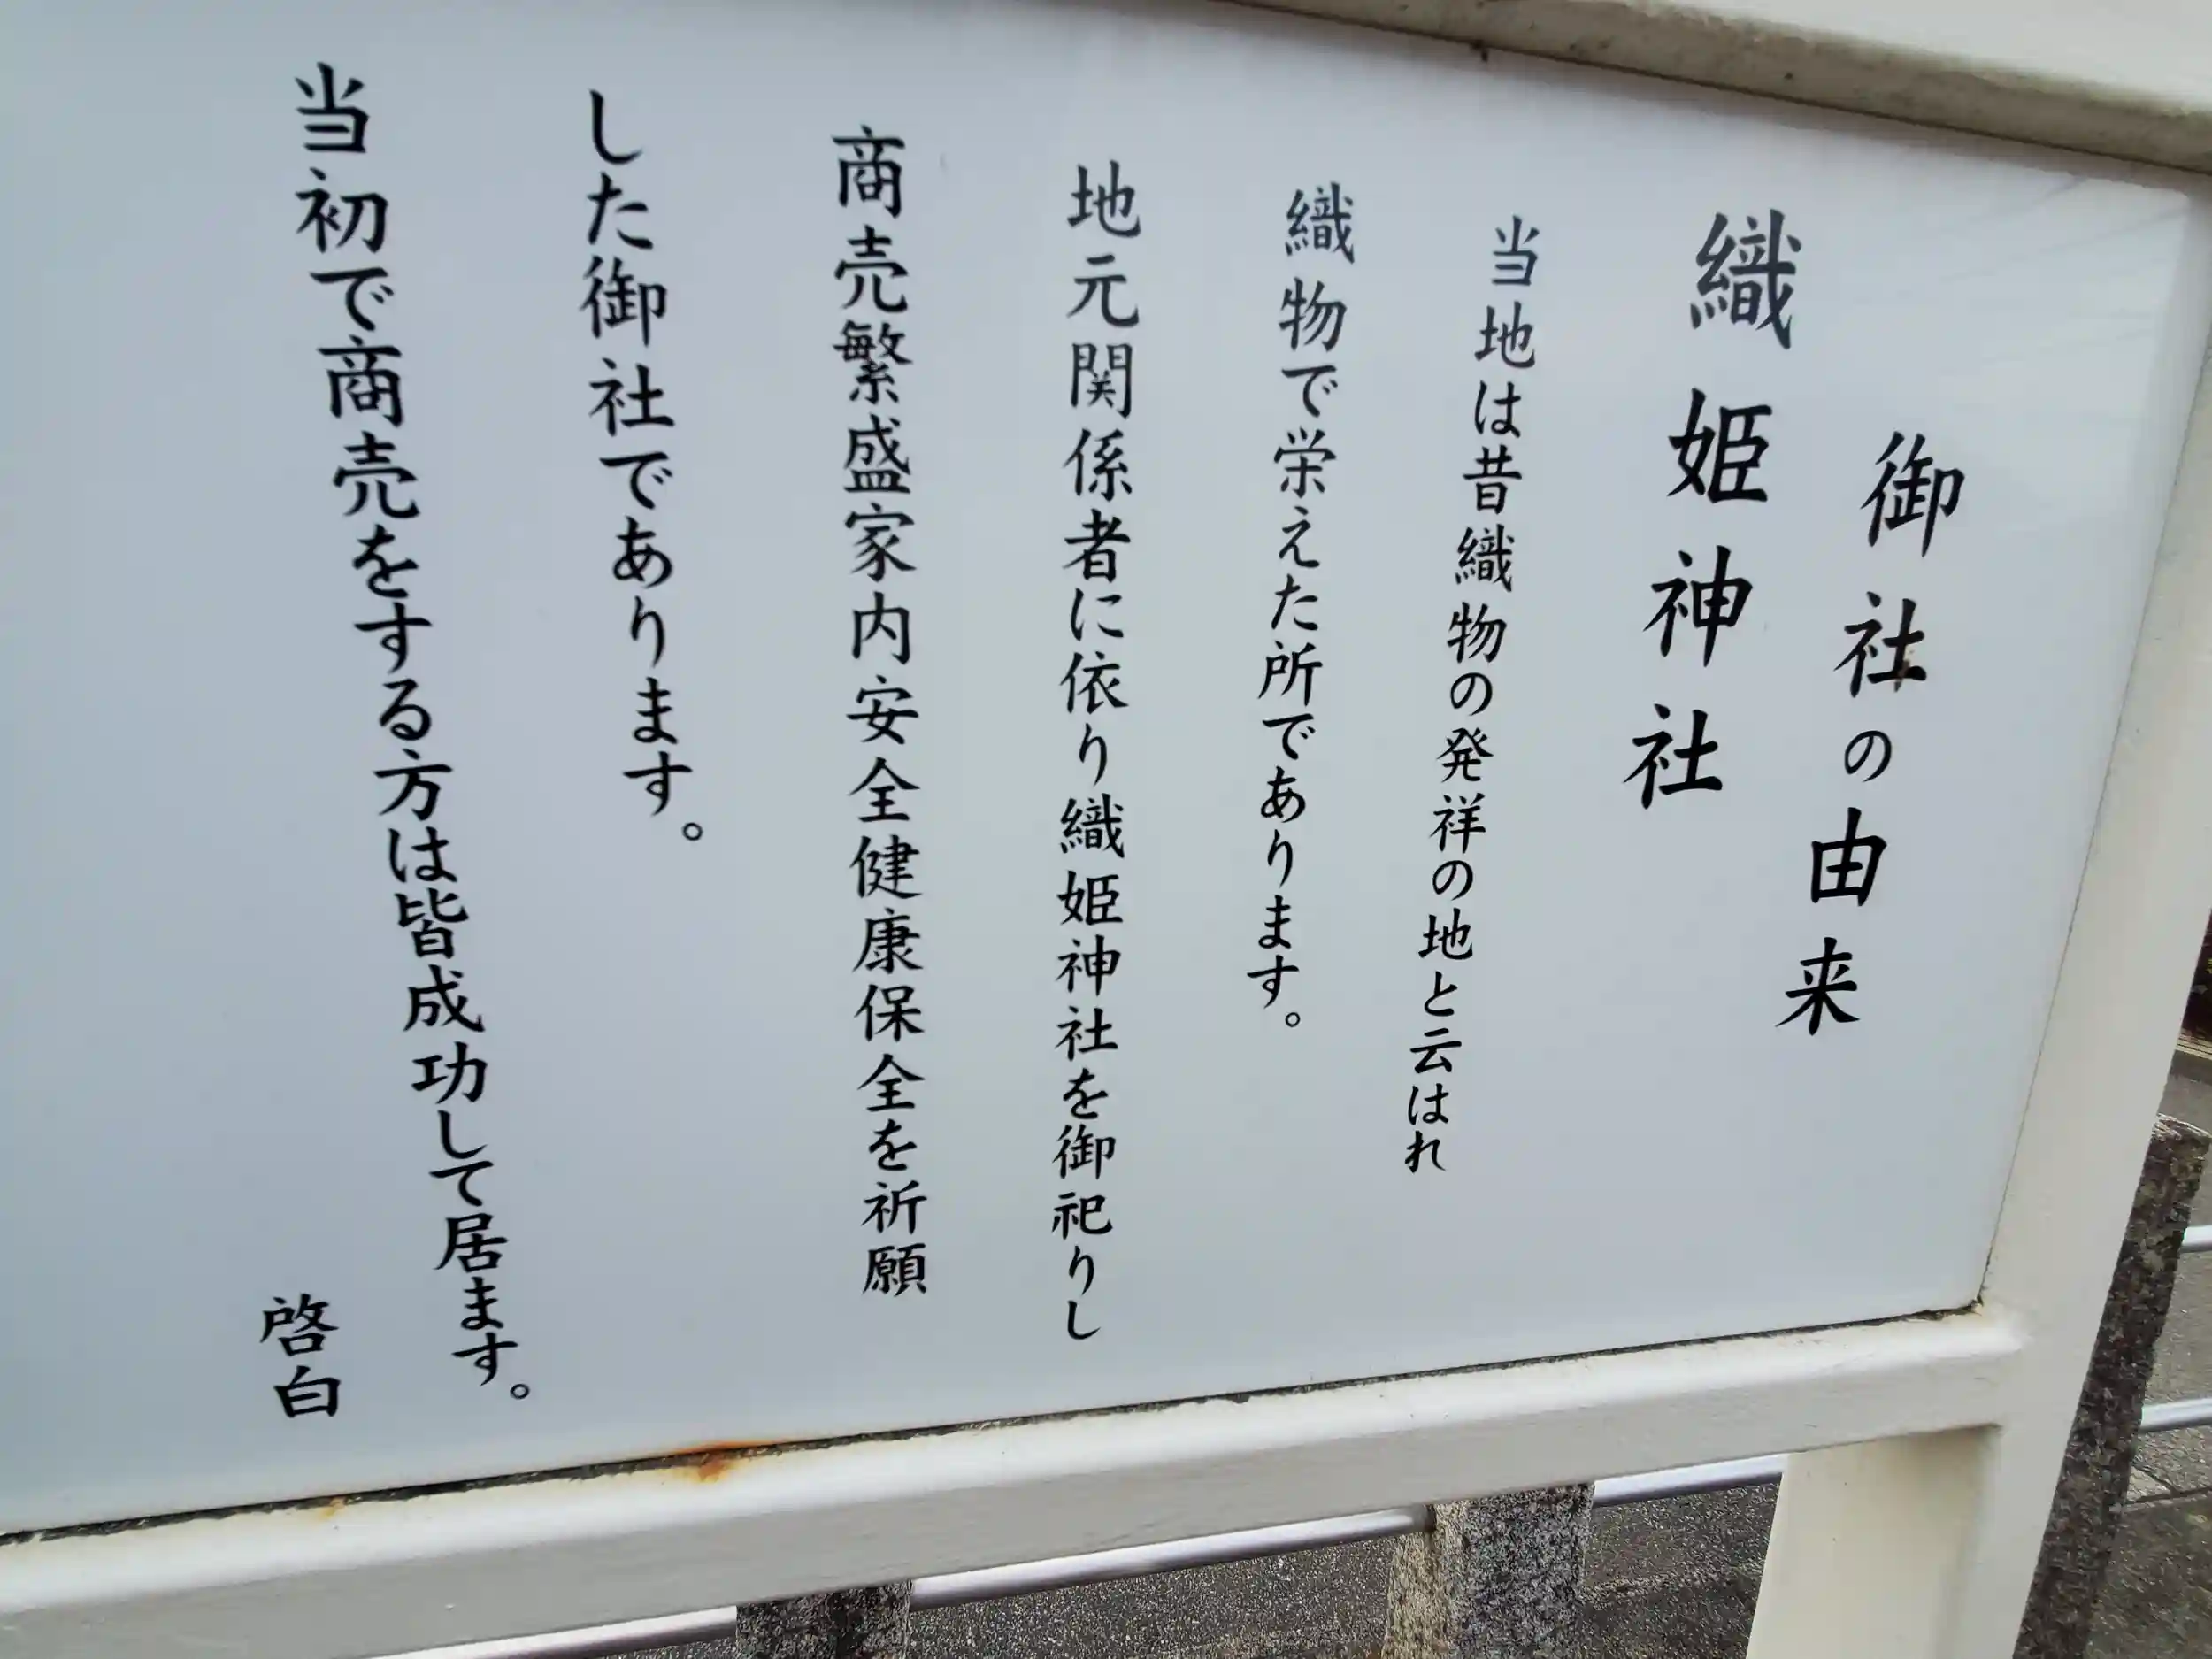 御社の由来
織姫神社
当地は昔織物の発祥の地と云はれ
織物で栄えた所であります。
地元関係者に依り織姫神社を御祀りし
商売繁盛家内安全健康保全を祈願
した御社であります。
当初で商売をする方は皆成功して居ます。
啓白